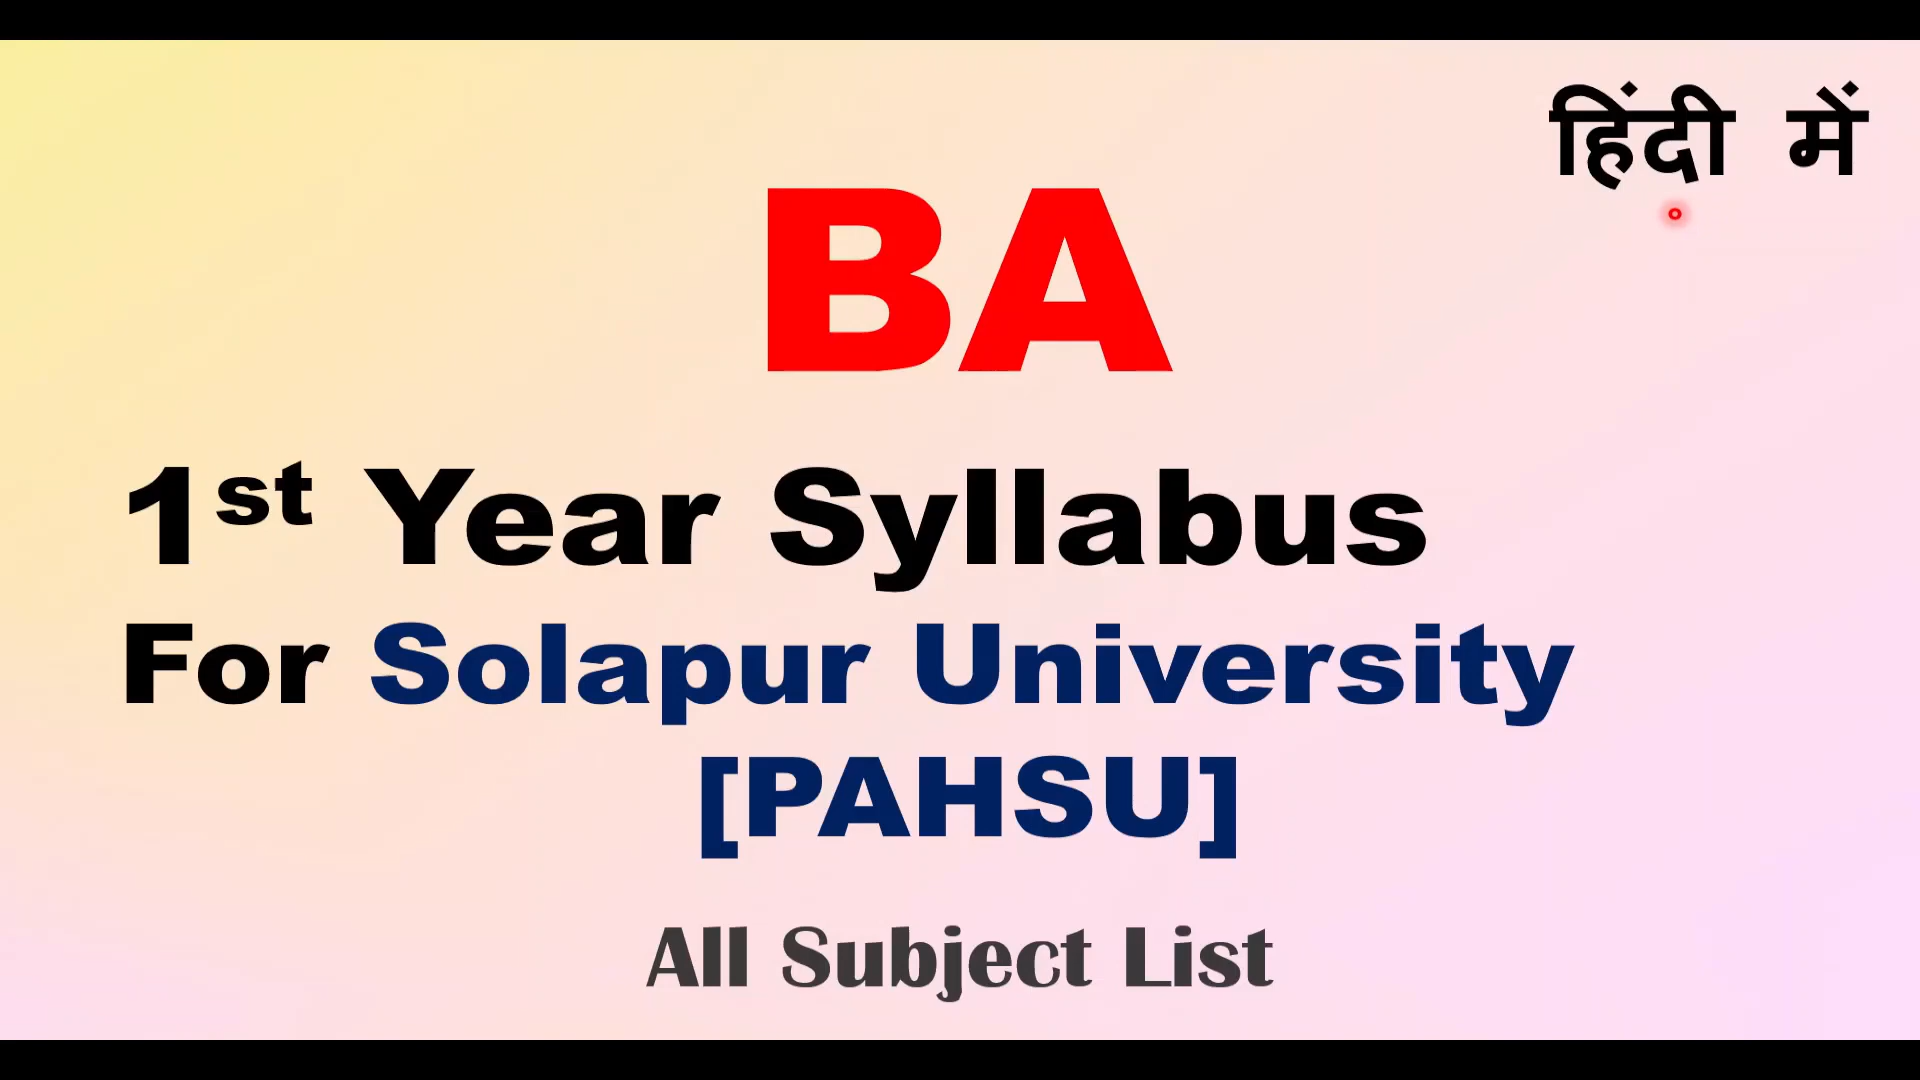 हिंदी में
BA
1st Year Syllabus
For Solapur University
[PAHSU]
All Subject List